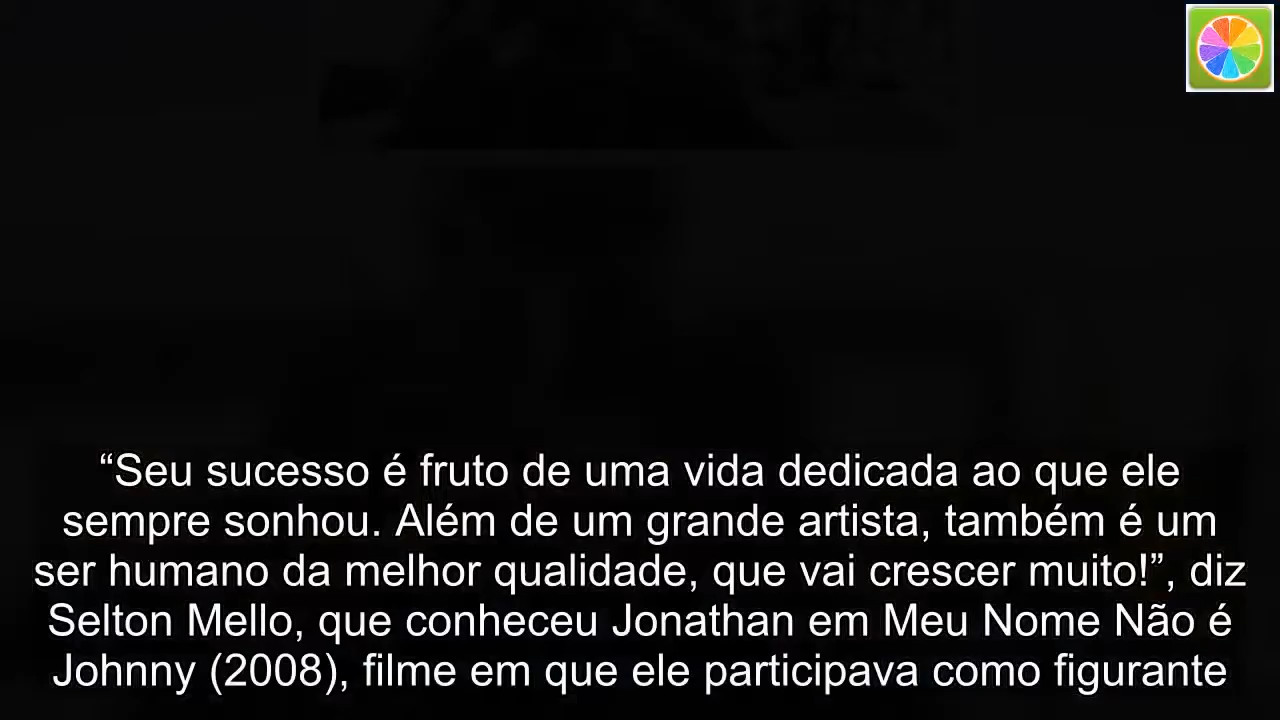 “Seu sucesso é fruto de uma vida dedicada ao que ele
sempre sonhou. Além de um grande artista, também é um
ser humano da melhor qualidade, que vai crescer muito!”, diz
Selton Mello, que conheceu Jonathan em Meu Nome Não é
Johnny (2008), filme em que ele participava como figurante